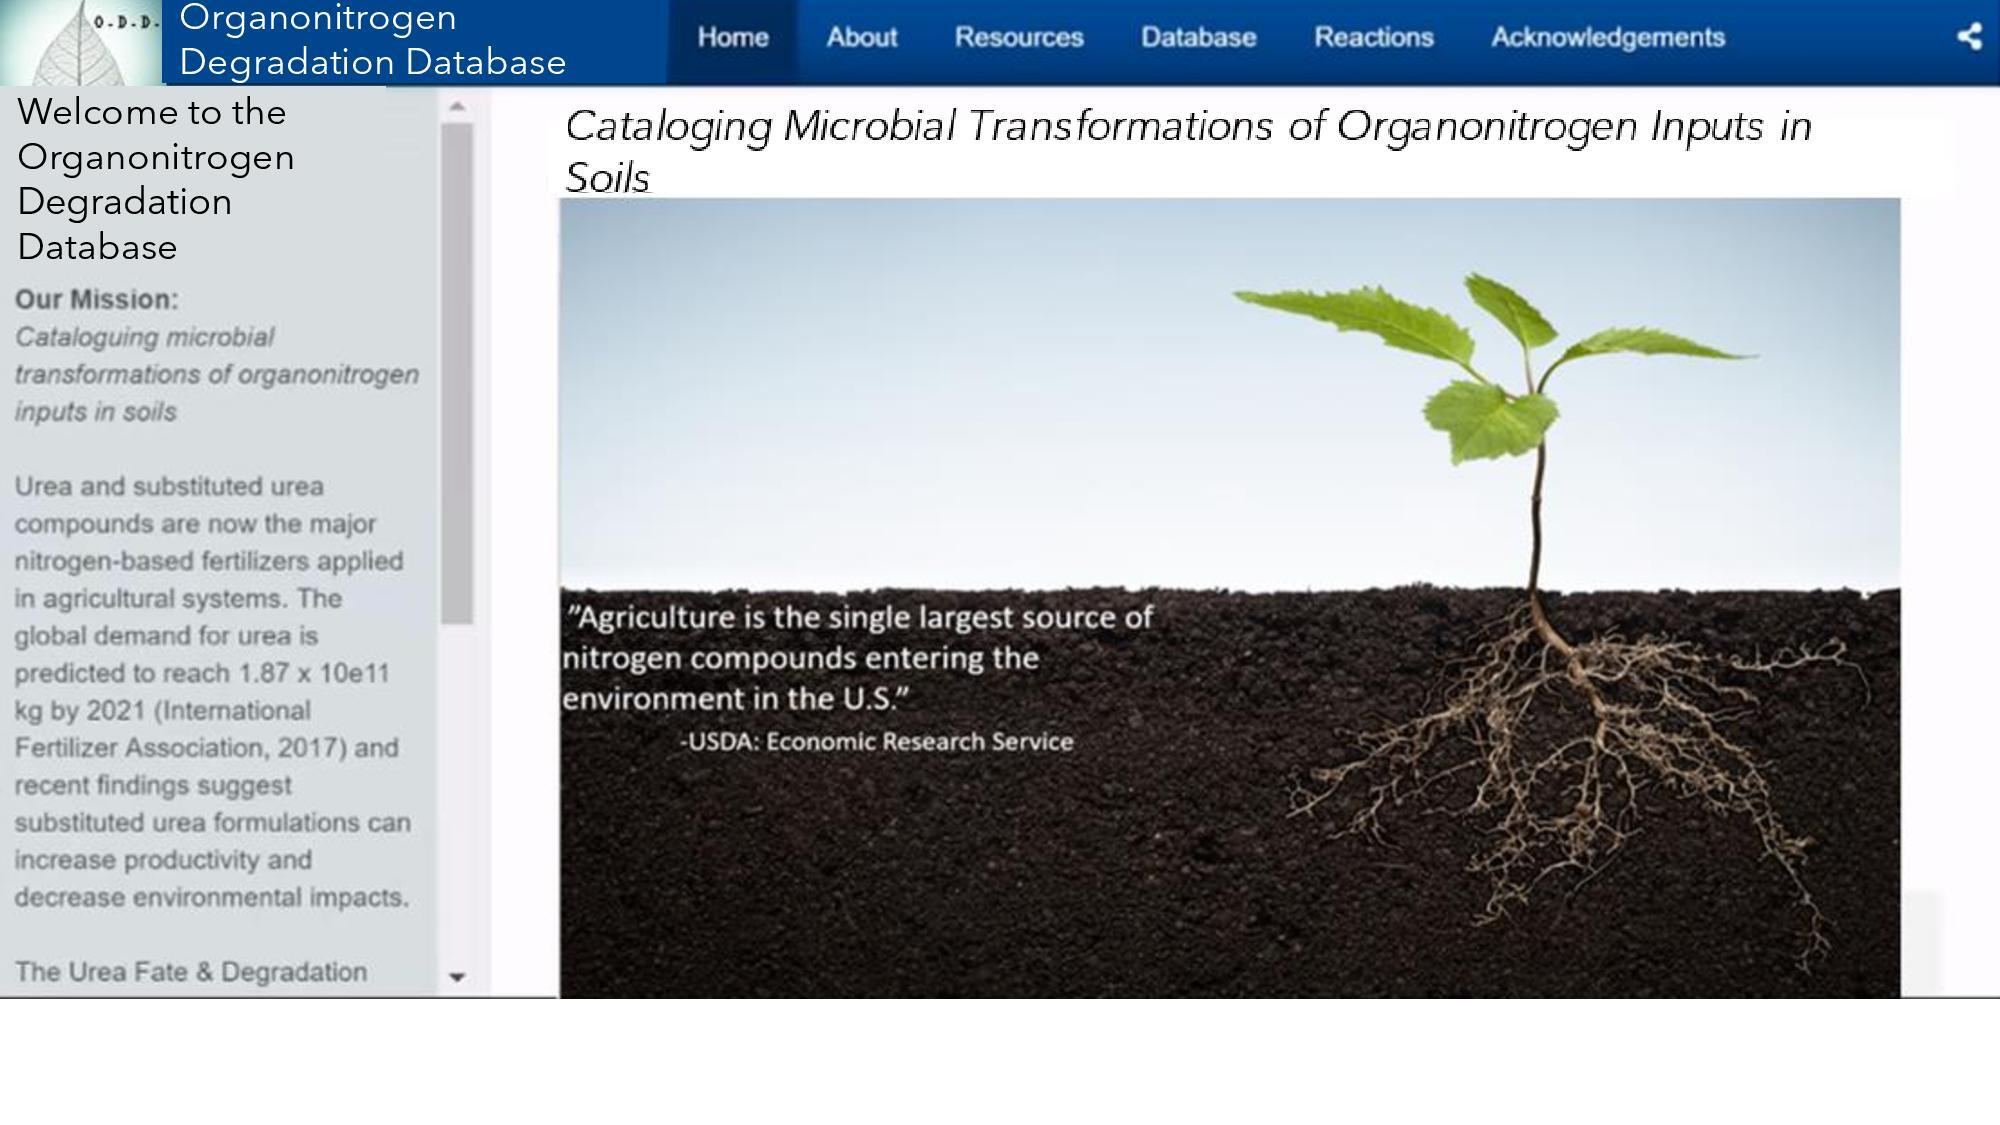 O.D.D.
Organonitrogen
Degradation Database
Home About Resources Database Reactions Acknowledgements
Welcome to the
Organonitrogen
Degradation
Database
Our Mission:
Cataloguing microbial
transformations of organonitrogen
inputs in soils
Urea and substituted urea
compounds are now the major
nitrogen-based fertilizers applied
in agricultural systems. The
global demand for urea is
predicted to reach 1.87 x 10e11
kg by 2021 (International
Fertilizer Association, 2017) and
recent findings suggest
substituted urea formulations can
increase productivity and
decrease environmental impacts.
The Urea Fate & Degradation
Cataloging Microbial Transformations of Organonitrogen Inputs in
Soils
"Agriculture is the single largest source of
nitrogen compounds entering the
environment in the U.S."
-USDA: Economic Research Service